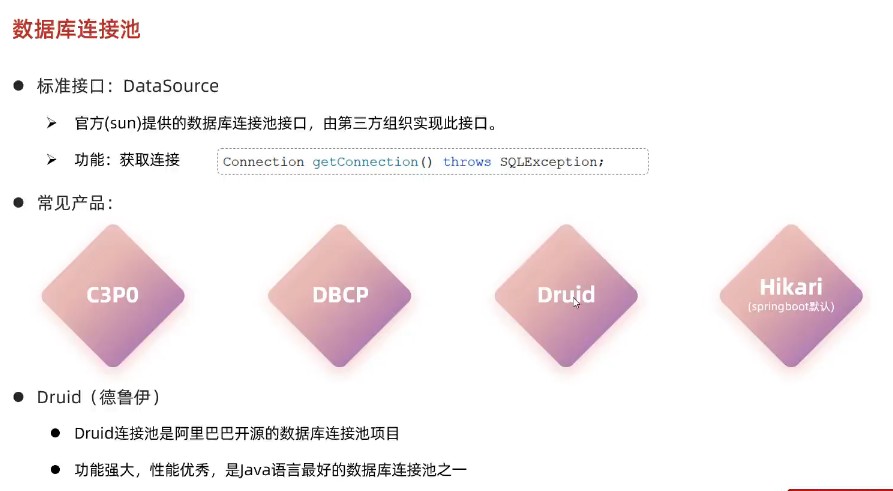 数据库连接池
标准接口：DataSource
官方(sun)提供的数据库连接池接口，由第三方组织实现此接口。
功能：获取连接 Connection getConnection() throws SQLException;
常见产品：
C3P0 DBCP Druid Hikari
(springboot默认)
Druid（德鲁伊）
Druid连接池是阿里巴巴开源的数据库连接池项目
功能强大，性能优秀，是Java语言最好的数据库连接池之一